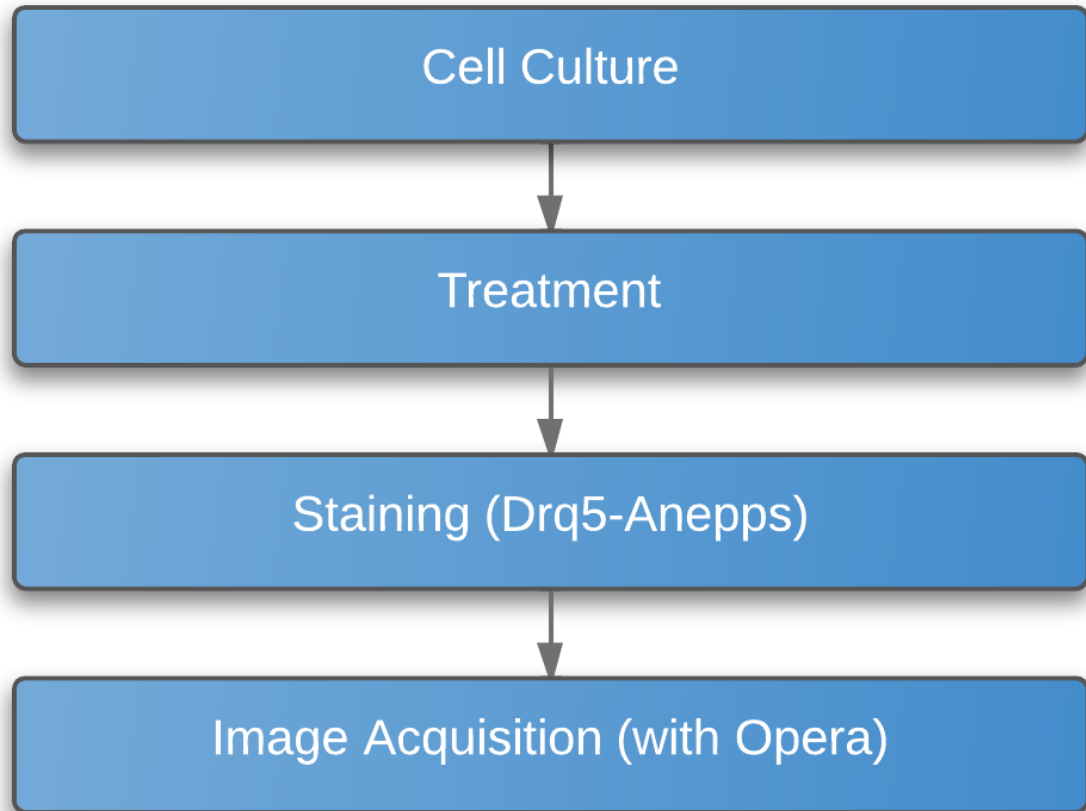 Cell Culture
Treatment
Staining (Drq5-Anepps)
Image Acquisition (with Opera)